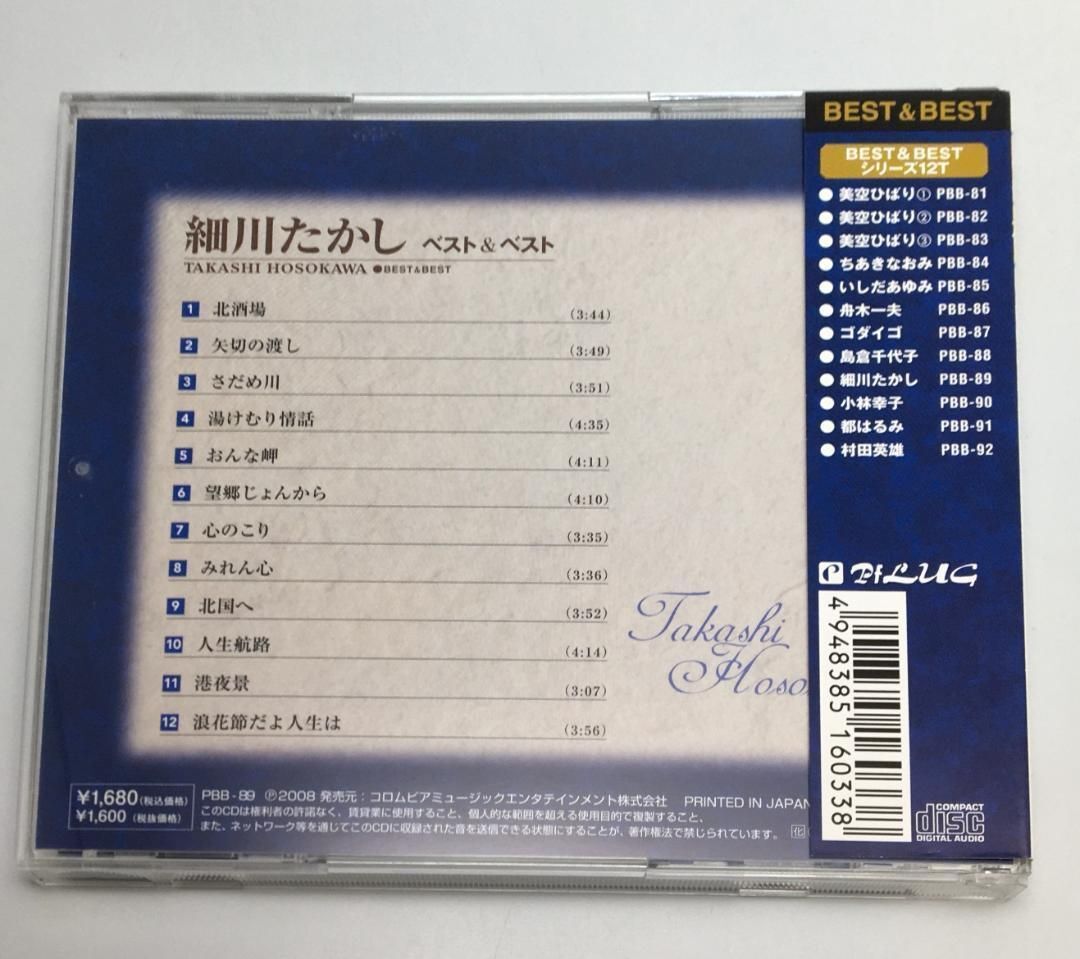 細川たかし ベスト&ベスト
TAKASHI HOSOKAWA ●BEST&BEST
1 北酒場 (3:44)
2 矢切の渡し (3:49)
3 さだめ川 (3:51)
4 湯けむり情話 (4:35)
5 おんな岬 (4:11)
6 望郷じょんから (4:10)
7 心のこり (3:35)
8 みれん心 (3:36)
9 北国へ (3:52)
10 人生航路 (4:14)
11 港夜景 (3:07)
12 浪花節だよ人生は (3:56)
Takashi
Hoso
¥1,680(税込価格)
¥1,600(税抜価格)
PBB-89 Ⓟ2008 発売元:コロムビアミュージックエンタテインメント株式会社 PRINTED IN JAPAN
このCDは権利者の許諾なく、賃貸業に使用すること、個人的な範囲を超える使用目的で複製すること、
また、ネットワーク等を通じてこのCDに収録された音を送信できる状態にすることが、著作権法で禁じられています。 化
BEST&BEST
BEST&BEST
シリーズ12T
●美空ひばり① PBB-81
●美空ひばり② PBB-82
●美空ひばり③ PBB-83
●ちあきなおみ PBB-84
●いしだあゆみ PBB-85
●舟木一夫 PBB-86
●ゴダイゴ PBB-87
●島倉千代子 PBB-88
●細川たかし PBB-89
●小林幸子 PBB-90
●都はるみ PBB-91
●村田英雄 PBB-92
P PfLUG
4 948385 160338
COMPACT
disc
DIGITAL AUDIO